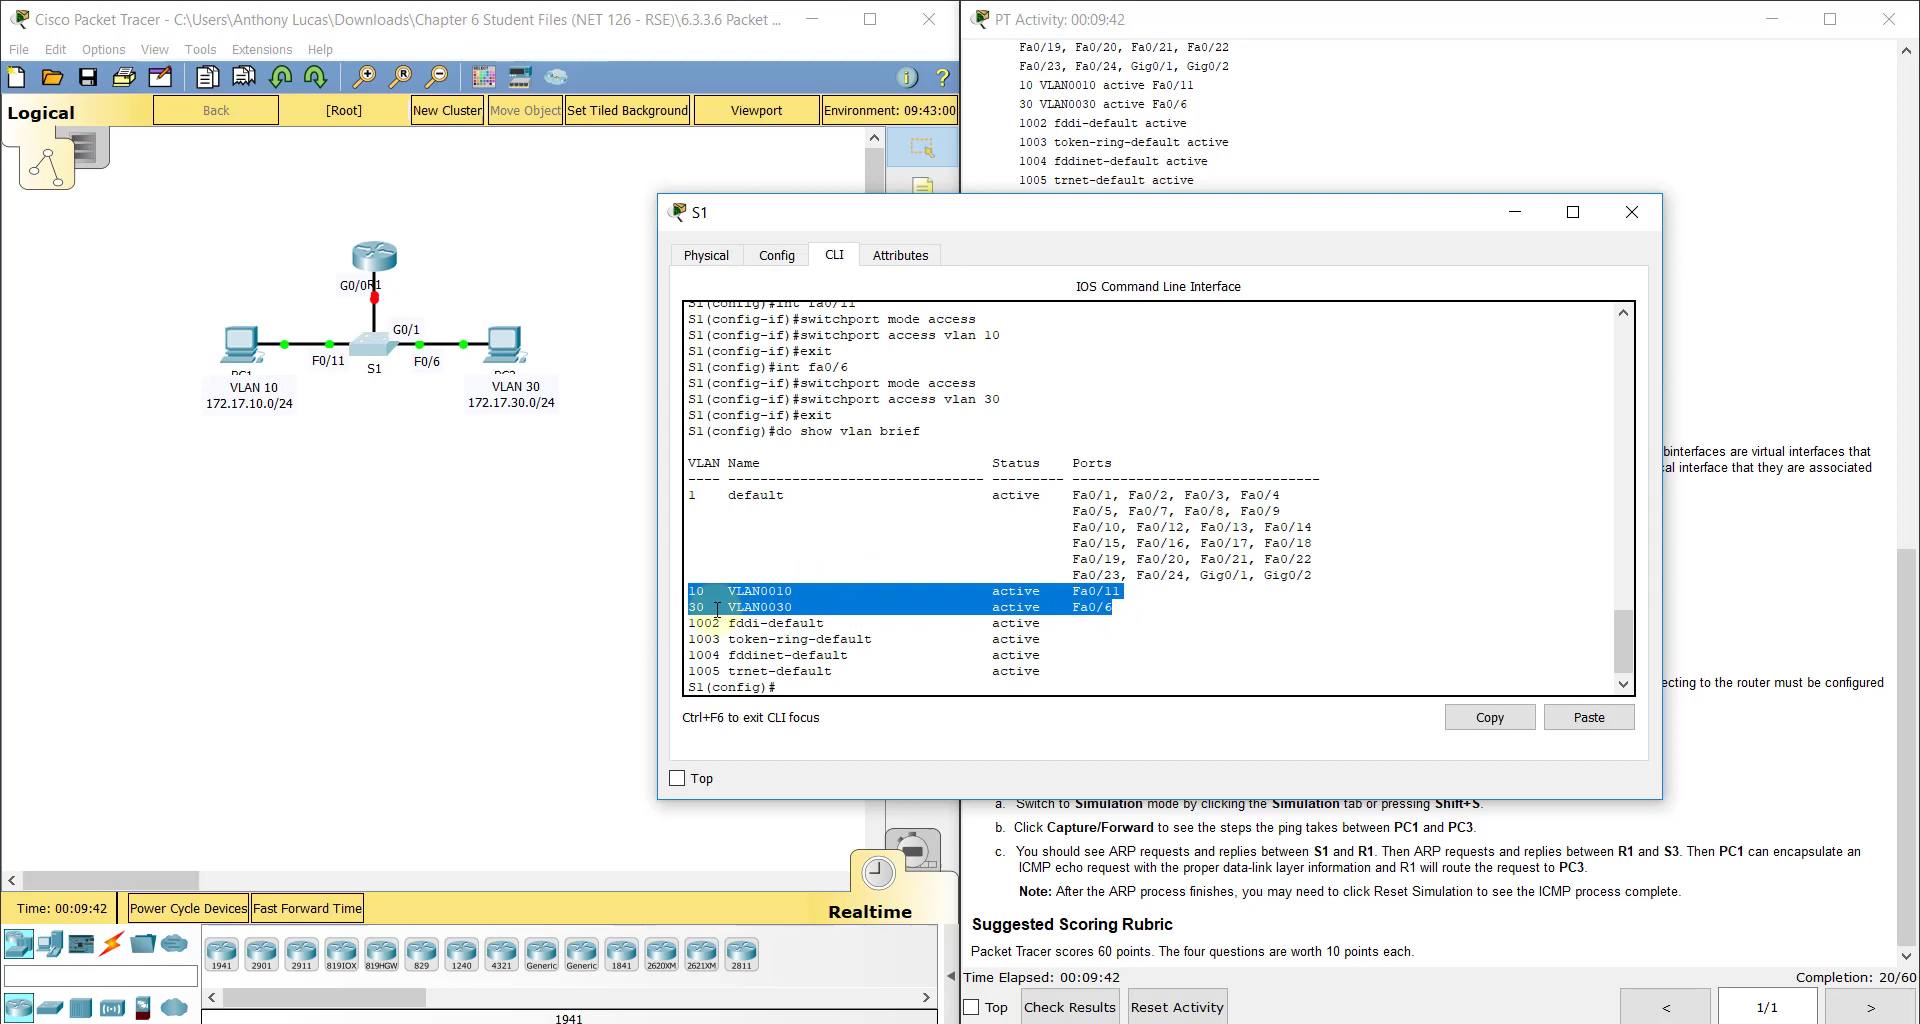 Cisco Packet Tracer - C:\Users\Anthony Lucas\Downloads\Chapter 6 Student Files (NET 126 - RSE)\6.3.3.6 Packet ...
File Edit Options View Tools Extensions Help
Logical
Back
[Root]
New Cluster
Move Object
Set Tiled Background
Viewport
Environment: 09:43:00
G0/0
R1
G0/1
F0/11
S1
F0/6
VLAN 10
172.17.10.0/24
VLAN 30
172.17.30.0/24
PT Activity: 00:09:42
Fa0/19, Fa0/20, Fa0/21, Fa0/22
Fa0/23, Fa0/24, Gig0/1, Gig0/2
10 VLAN0010 active Fa0/11
30 VLAN0030 active Fa0/6
1002 fddi-default active
1003 token-ring-default active
1004 fddinet-default active
1005 trnet-default active
S1
Physical Config CLI Attributes
IOS Command Line Interface
S1(config)#int fa0/11
S1(config-if)#switchport mode access
S1(config-if)#switchport access vlan 10
S1(config-if)#exit
S1(config)#int fa0/6
S1(config-if)#switchport mode access
S1(config-if)#switchport access vlan 30
S1(config-if)#exit
S1(config)#do show vlan brief
VLAN Name Status Ports
---- -------------------------------- --------- -------------------------------
1 default active Fa0/1, Fa0/2, Fa0/3, Fa0/4
Fa0/5, Fa0/7, Fa0/8, Fa0/9
Fa0/10, Fa0/12, Fa0/13, Fa0/14
Fa0/15, Fa0/16, Fa0/17, Fa0/18
Fa0/19, Fa0/20, Fa0/21, Fa0/22
Fa0/23, Fa0/24, Gig0/1, Gig0/2
10 VLAN0010 active Fa0/11
30 VLAN0030 active Fa0/6
1002 fddi-default active
1003 token-ring-default active
1004 fddinet-default active
1005 trnet-default active
S1(config)#
Ctrl+F6 to exit CLI focus
Copy
Paste
Top
binterfaces are virtual interfaces that
al interface that they are associated
ecting to the router must be configured
a. Switch to Simulation mode by clicking the Simulation tab or pressing Shift+S.
b. Click Capture/Forward to see the steps the ping takes between PC1 and PC3.
c. You should see ARP requests and replies between S1 and R1. Then ARP requests and replies between R1 and S3. Then PC1 can encapsulate an
ICMP echo request with the proper data-link layer information and R1 will route the request to PC3.
Note: After the ARP process finishes, you may need to click Reset Simulation to see the ICMP process complete.
Suggested Scoring Rubric
Packet Tracer scores 60 points. The four questions are worth 10 points each.
Time Elapsed: 00:09:42
Completion: 20/60
Top
Check Results
Reset Activity
<
1/1
>
Time: 00:09:42
Power Cycle Devices
Fast Forward Time
Realtime
1941 2901 2911 819IOX 819HGW 829 1240 4321 Generic Generic 1841 2620XM 2621XM 2811
1941